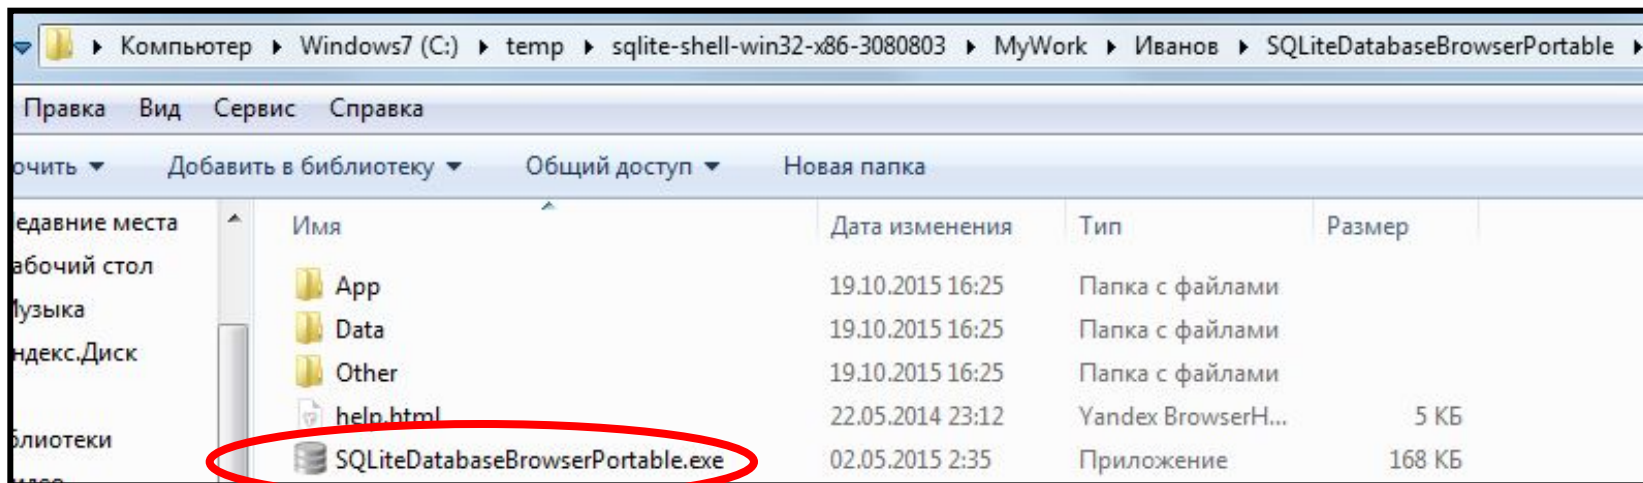 Компьютер Windows7 (C:) temp sqlite-shell-win32-x86-3080803 MyWork Иванов SQLiteDatabaseBrowserPortable
Правка Вид Сервис Справка
очить Добавить в библиотеку Общий доступ Новая папка
едавние места
абочий стол
узыка
ндекс.Диск
блиотеки
Имя Дата изменения Тип Размер
App 19.10.2015 16:25 Папка с файлами
Data 19.10.2015 16:25 Папка с файлами
Other 19.10.2015 16:25 Папка с файлами
help.html 22.05.2014 23:12 Yandex BrowserH... 5 КБ
SQLiteDatabaseBrowserPortable.exe 02.05.2015 2:35 Приложение 168 КБ